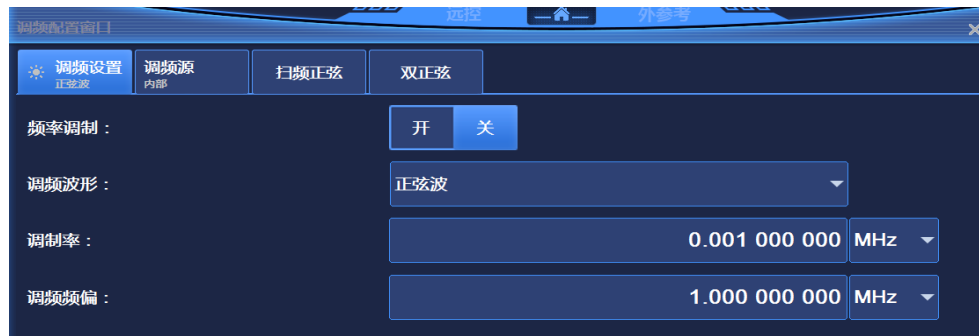 远控
外参考
调频配置窗口
调频设置
正弦波
调频源
内部
扫频正弦
双正弦
频率调制：
开
关
调频波形：
正弦波
调制率：
0.001 000 000
MHz
调频频偏：
1.000 000 000
MHz